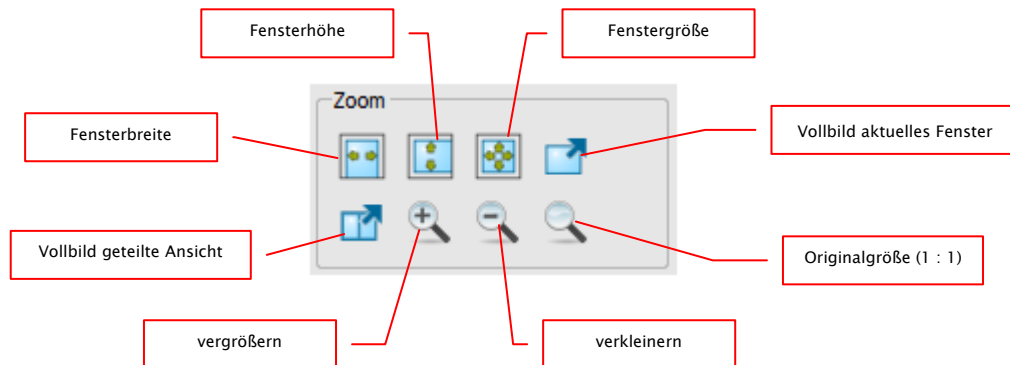 Fensterhöhe
Fenstergröße
Zoom
Fensterbreite
Vollbild aktuelles Fenster
Vollbild geteilte Ansicht
Originalgröße (1 : 1)
vergrößern
verkleinern